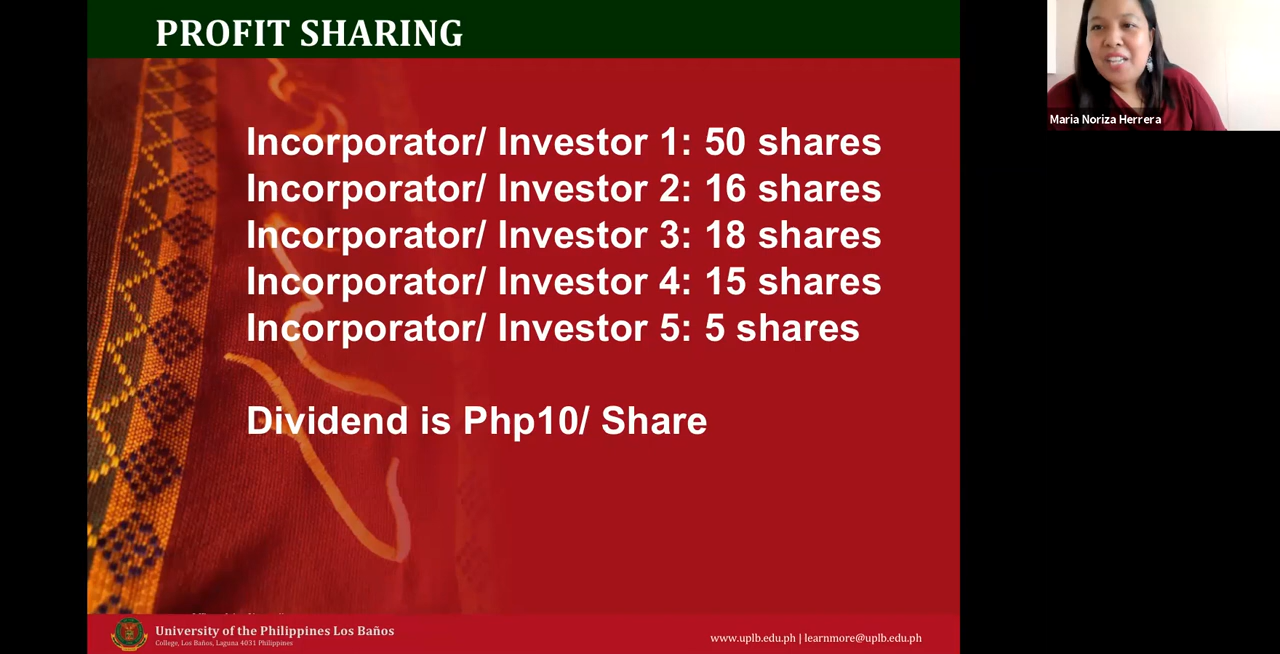 PROFIT SHARING
Maria Noriza Herrera
Incorporator/ Investor 1: 50 shares
Incorporator/ Investor 2: 16 shares
Incorporator/ Investor 3: 18 shares
Incorporator/ Investor 4: 15 shares
Incorporator/ Investor 5: 5 shares
Dividend is Php10/ Share
University of the Philippines Los Baños
College, Los Baños, Laguna 4031 Philippines
www.uplb.edu.ph | learnmore@uplb.edu.ph